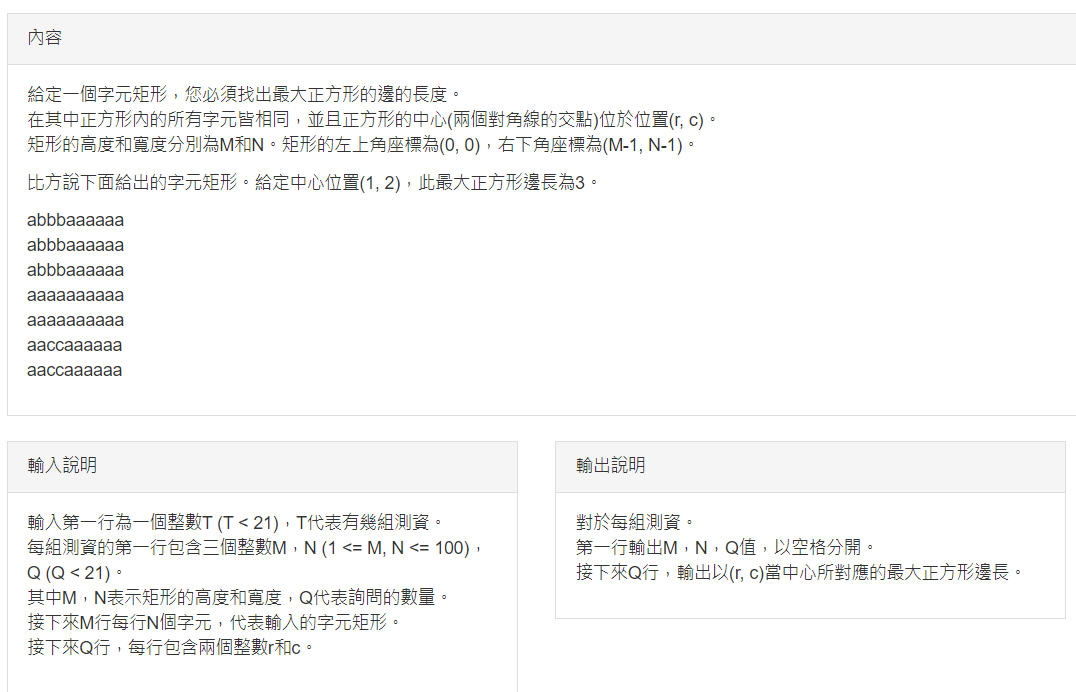 內容
給定一個字元矩形，您必須找出最大正方形的邊的長度。
在其中正方形內的所有字元皆相同，並且正方形的中心(兩個對角線的交點)位於位置(r, c)。
矩形的高度和寬度分別為M和N。矩形的左上角座標為(0, 0)，右下角座標為(M-1, N-1)。
比方說下面給出的字元矩形。給定中心位置(1, 2)，此最大正方形邊長為3。
abbbaaaaaa
abbbaaaaaa
abbbaaaaaa
aaaaaaaaaa
aaaaaaaaaa
aaccaaaaaa
aaccaaaaaa
輸入說明
輸入第一行為一個整數T (T < 21)，T代表有幾組測資。
每組測資的第一行包含三個整數M，N (1 <= M, N <= 100)，
Q (Q < 21)。
其中M，N表示矩形的高度和寬度，Q代表詢問的數量。
接下來M行每行N個字元，代表輸入的字元矩形。
接下來Q行，每行包含兩個整數r和c。
輸出說明
對於每組測資。
第一行輸出M，N，Q值，以空格分開。
接下來Q行，輸出以(r, c)當中心所對應的最大正方形邊長。